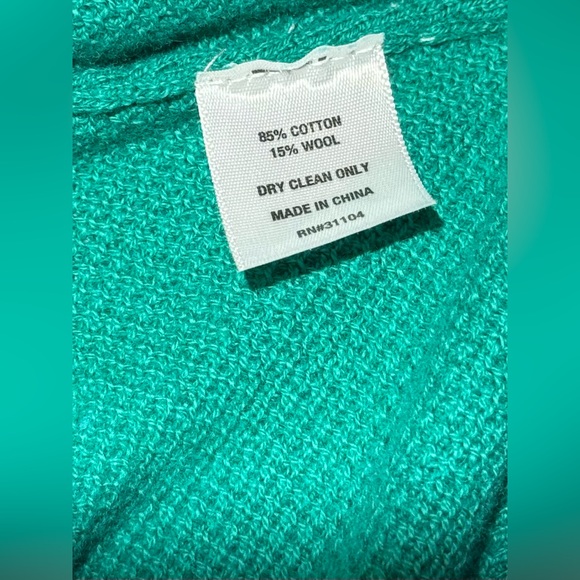 85% COTTON
15% WOOL
DRY CLEAN ONLY
MADE IN CHINA
RN#31104